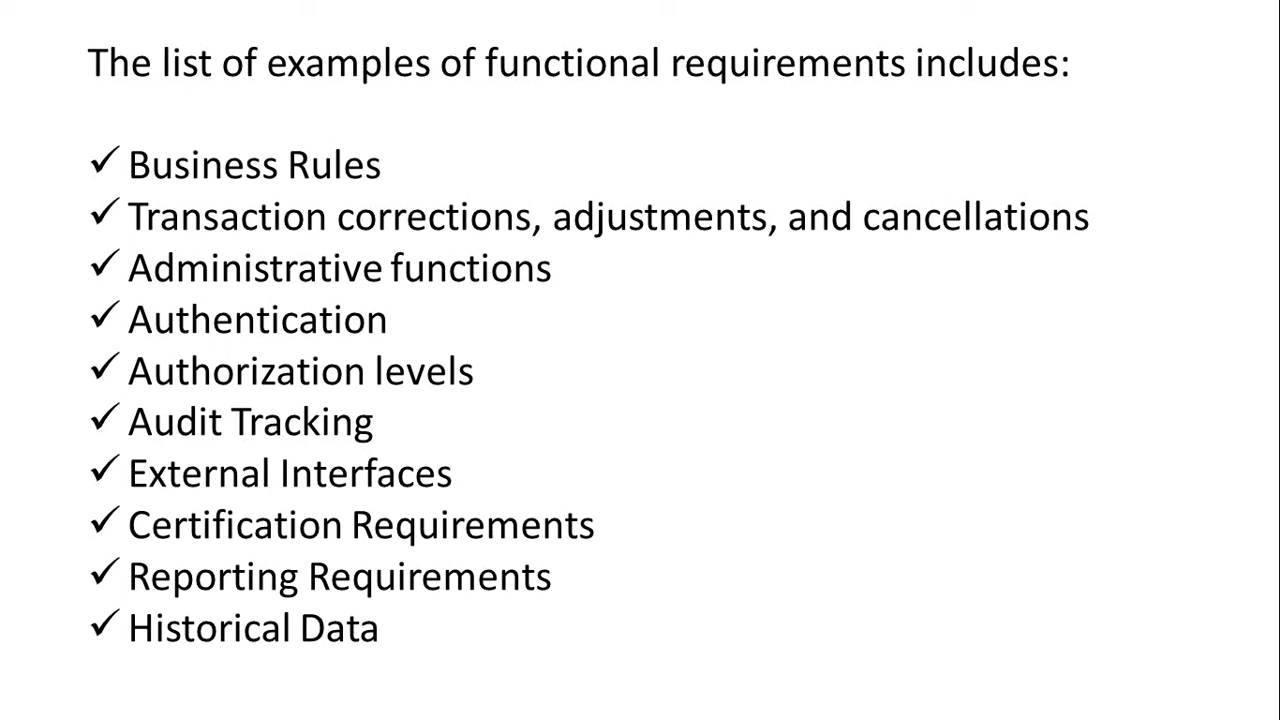 The list of examples of functional requirements includes:
✓ Business Rules
✓ Transaction corrections, adjustments, and cancellations
✓ Administrative functions
✓ Authentication
✓ Authorization levels
✓ Audit Tracking
✓ External Interfaces
✓ Certification Requirements
✓ Reporting Requirements
✓ Historical Data